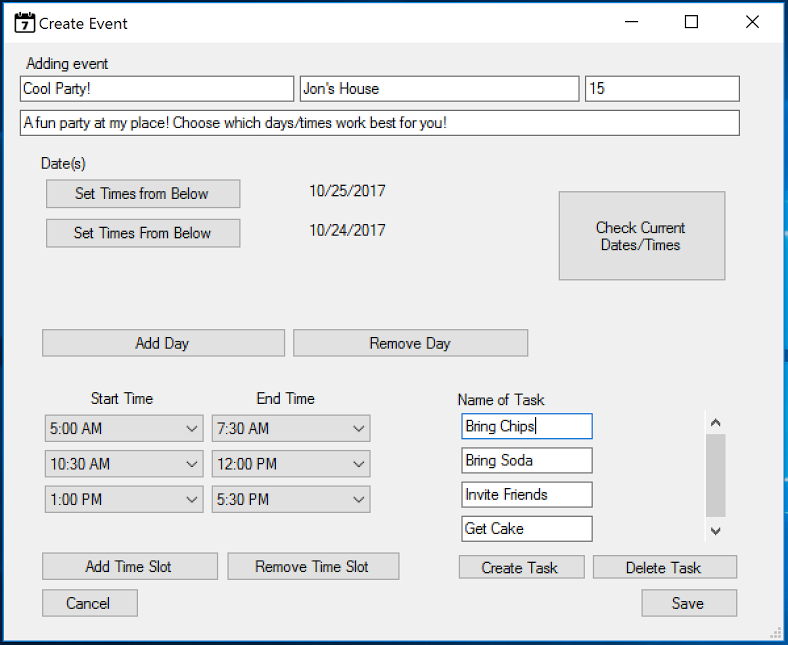 7 Create Event
Adding event
Cool Party! Jon's House 15
A fun party at my place! Choose which days/times work best for you!
Date(s)
Set Times from Below 10/25/2017
Set Times From Below 10/24/2017
Check Current
Dates/Times
Add Day Remove Day
Start Time End Time
5:00 AM 7:30 AM
10:30 AM 12:00 PM
1:00 PM 5:30 PM
Name of Task
Bring Chips
Bring Soda
Invite Friends
Get Cake
Add Time Slot Remove Time Slot Create Task Delete Task
Cancel Save